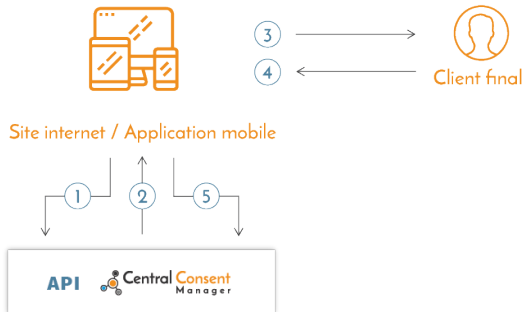 3
4
Client final
Site internet / Application mobile
1
2
5
API
Central Consent
Manager